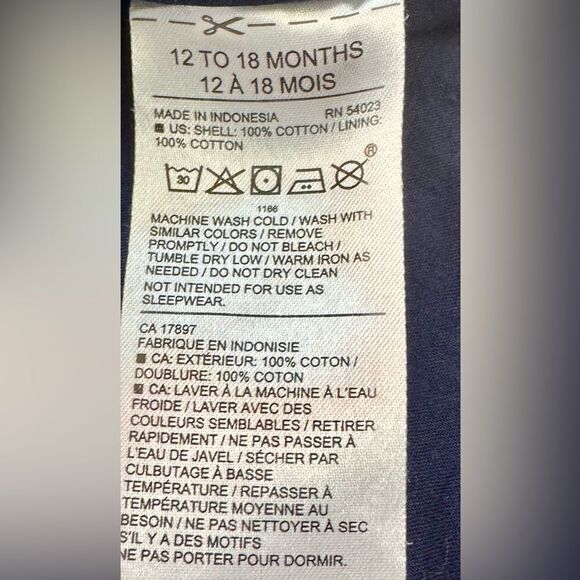 12 TO 18 MONTHS
12 À 18 MOIS
MADE IN INDONESIA RN 54023
■ US: SHELL: 100% COTTON / LINING:
100% COTTON
30 ®
1166
MACHINE WASH COLD / WASH WITH
SIMILAR COLORS / REMOVE
PROMPTLY / DO NOT BLEACH /
TUMBLE DRY LOW / WARM IRON AS
NEEDED / DO NOT DRY CLEAN
NOT INTENDED FOR USE AS
SLEEPWEAR.
CA 17897
FABRIQUE EN INDONISIE
■ CA: EXTÉRIEUR: 100% COTON /
DOUBLURE: 100% COTON
■ CA: LAVER À LA MACHINE À L'EAU
FROIDE / LAVER AVEC DES
COULEURS SEMBLABLES / RETIRER
RAPIDEMENT / NE PAS PASSER À
L'EAU DE JAVEL / SÉCHER PAR
CULBUTAGE À BASSE
TEMPÉRATURE / REPASSER À
TEMPÉRATURE MOYENNE AU
BESOIN / NE PAS NETTOYER À SEC
S'IL Y A DES MOTIFS
NE PAS PORTER POUR DORMIR.